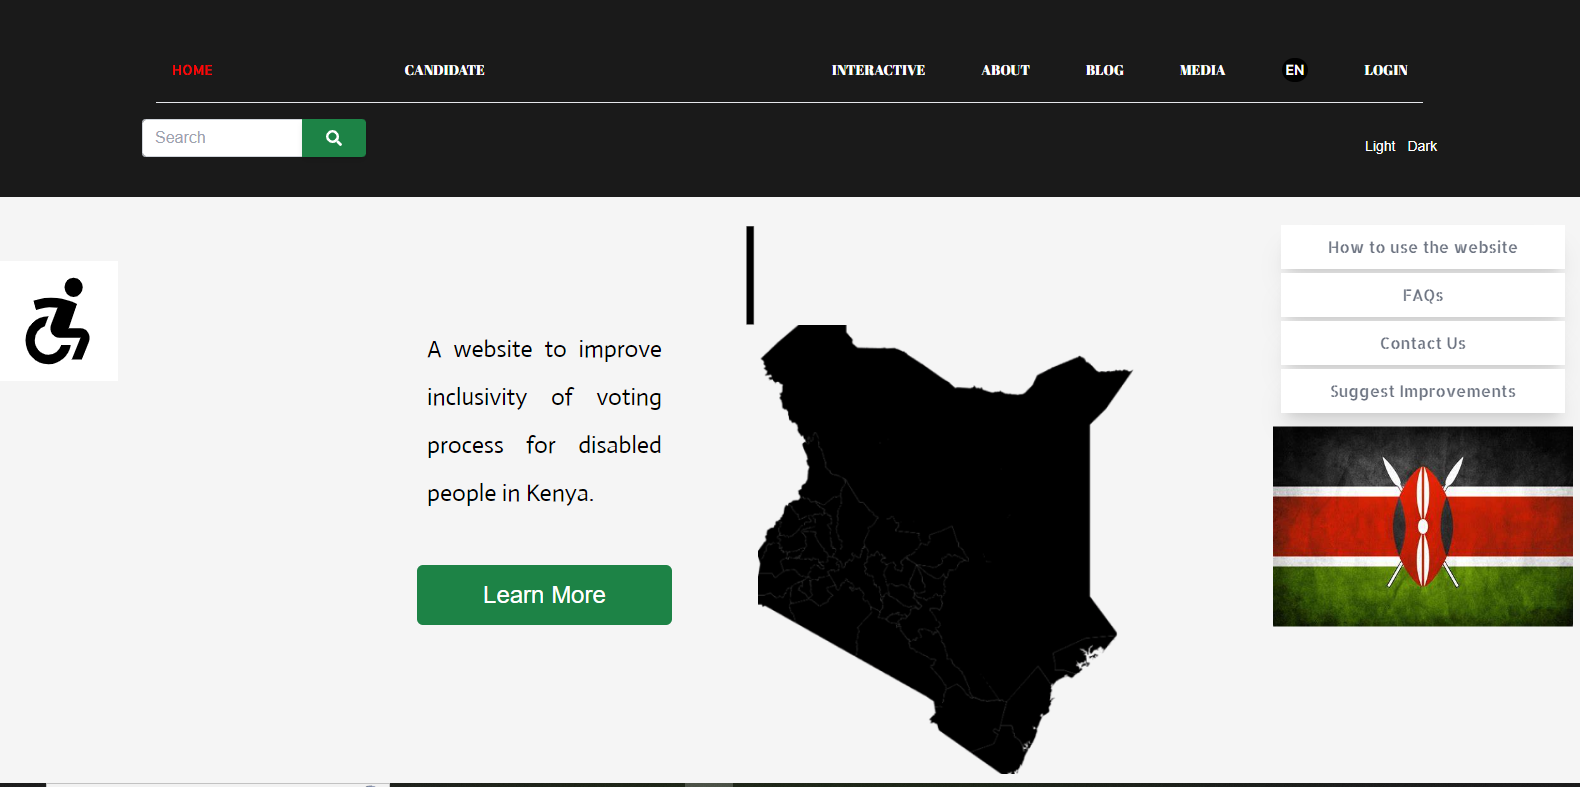 HOME CANDIDATE INTERACTIVE ABOUT BLOG MEDIA EN LOGIN
Search
Light Dark
How to use the website
FAQs
Contact Us
Suggest Improvements
A website to improve
inclusivity of voting
process for disabled
people in Kenya.
Learn More